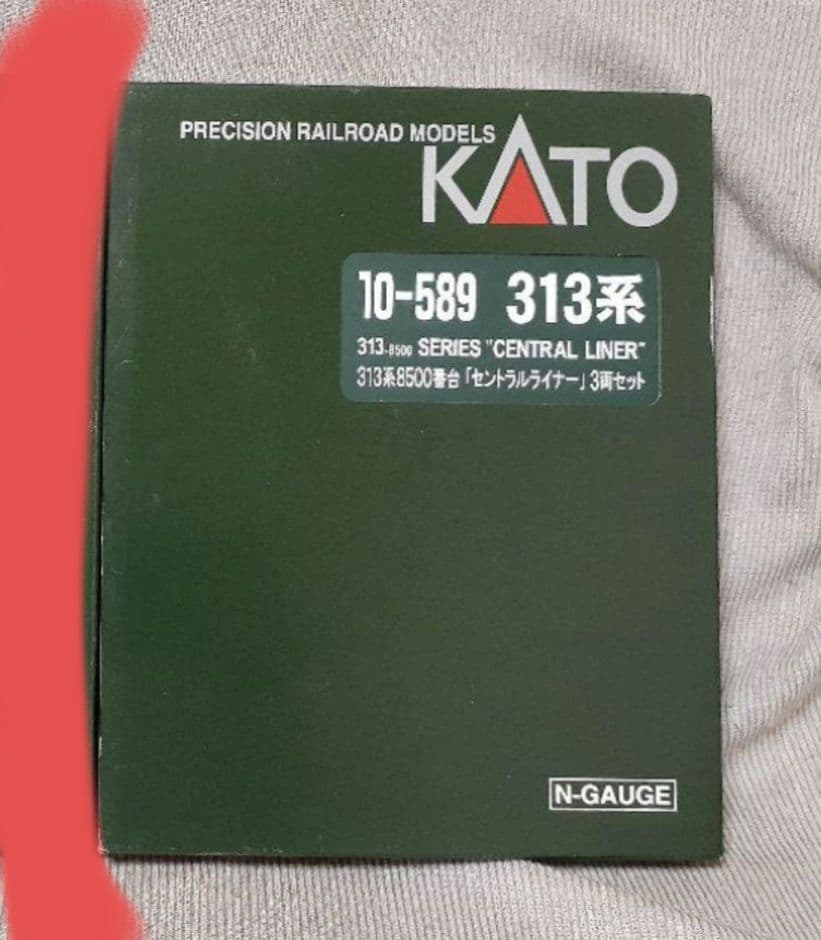 PRECISION RAILROAD MODELS
KATO
10-589 313系
313-8500 SERIES "CENTRAL LINER"
313系8500番台「セントラルライナー」3両セット
N-GAUGE